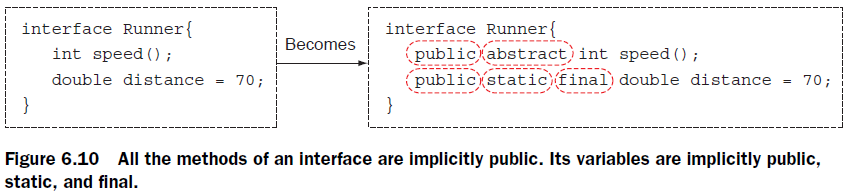 interface Runner{
int speed();
double distance = 70;
}
Becomes
interface Runner{
public abstract int speed();
public static final double distance = 70;
}
Figure 6.10 All the methods of an interface are implicitly public. Its variables are implicitly public,
static, and final.